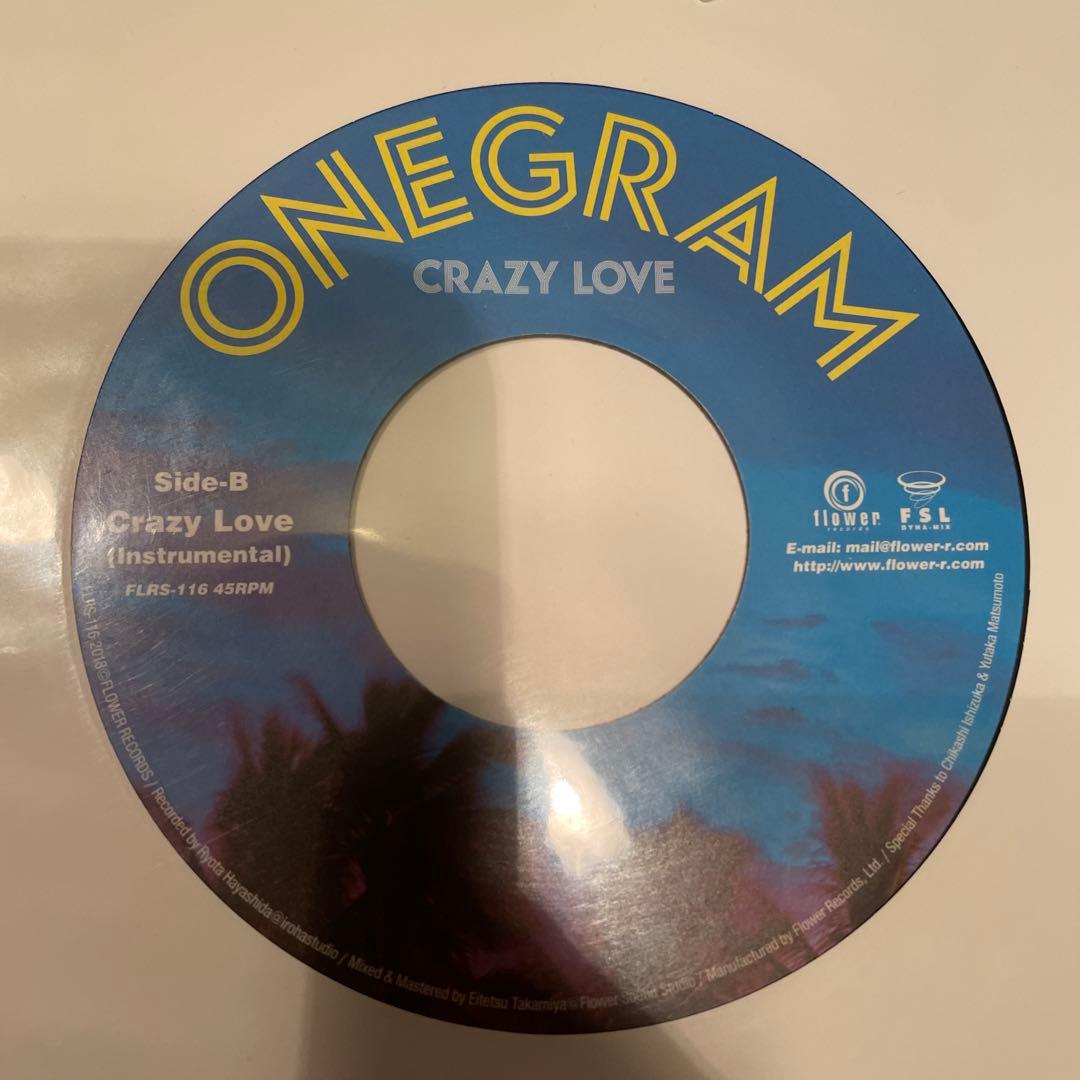 ONEGRAM
CRAZY LOVE
Side-B
Crazy Love
(Instrumental)
FLRS-116 45RPM
f
flower
records
FSL
DYNA-MIX
E-mail: mail@flower-r.com
http://www.flower-r.com
FLRS-116 2018©FLOWER RECORDS / Recorded by Ryota Hayashida@irohastudio / Mixed & Mastered by Eitetsu Takamiya@Flower Sound Studio / Manufactured by Flower Records, Ltd. / Special Thanks to Chikashi Ishizuka & Yutaka Matsumoto